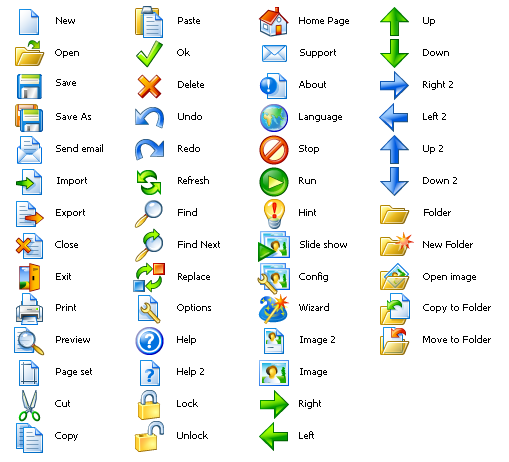 New
Open
Save
Save As
Send email
Import
Export
Close
Exit
Print
Preview
Page set
Cut
Copy
Paste
Ok
Delete
Undo
Redo
Refresh
Find
Find Next
Replace
Options
Help
Help 2
Lock
Unlock
Home Page
Support
About
Language
Stop
Run
Hint
Slide show
Config
Wizard
Image 2
Image
Right
Left
Up
Down
Right 2
Left 2
Up 2
Down 2
Folder
New Folder
Open image
Copy to Folder
Move to Folder